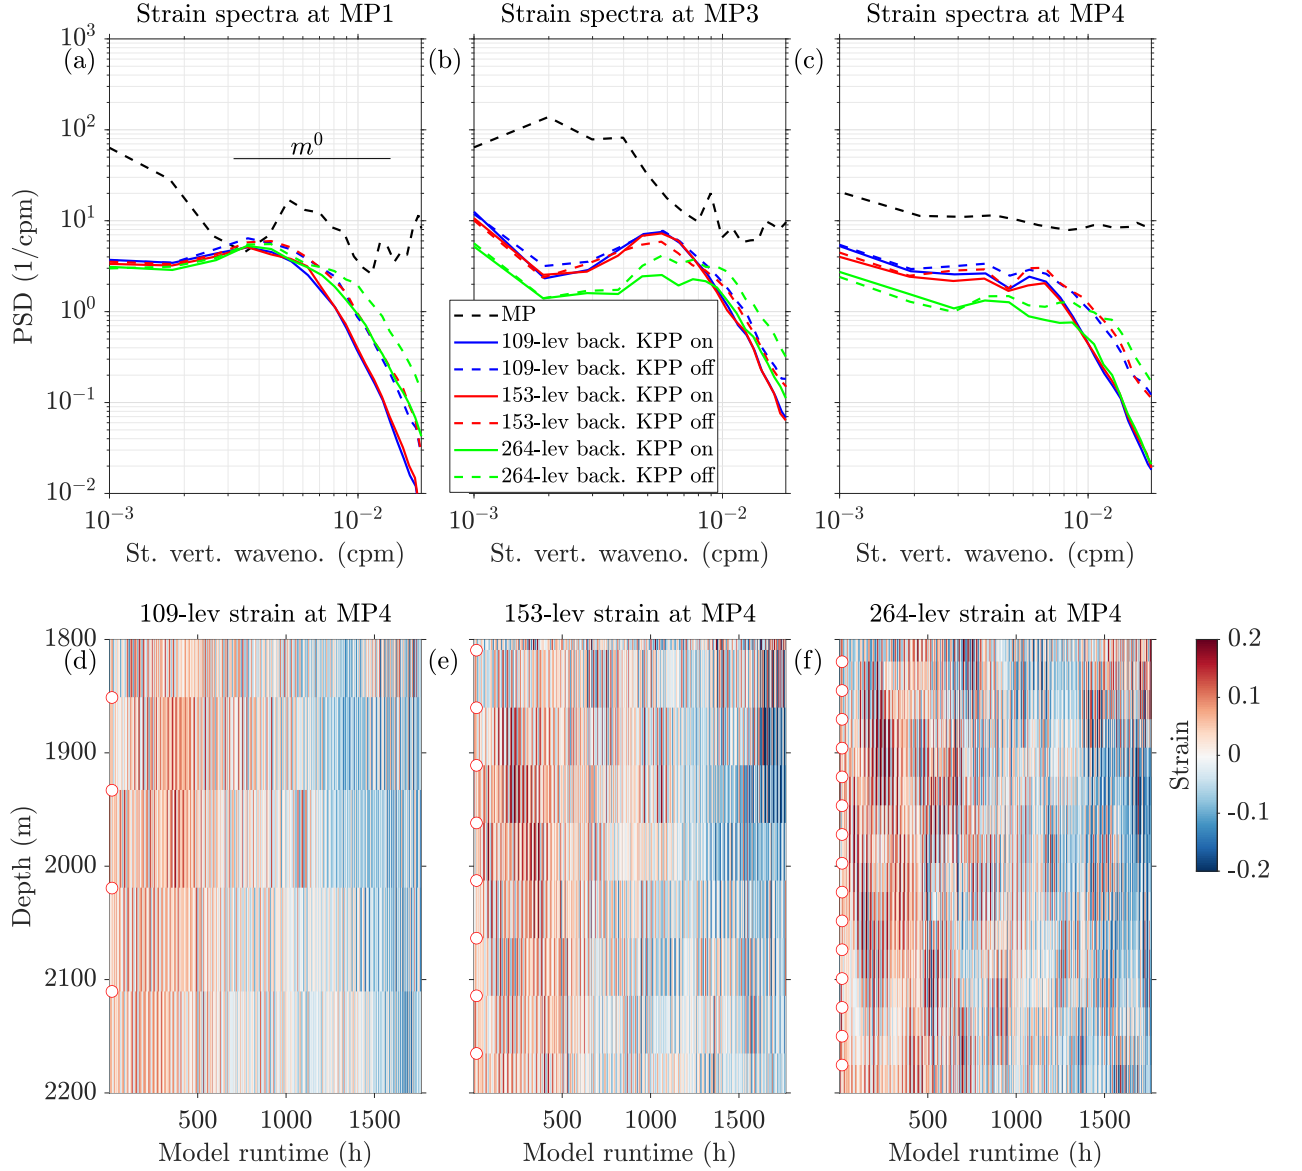 Strain spectra at MP1
Strain spectra at MP3
Strain spectra at MP4
(a)
(b)
(c)
10³
10²
10¹
10⁰
10⁻¹
10⁻²
PSD (1/cpm)
m⁰
MP
109-lev back. KPP on
109-lev back. KPP off
153-lev back. KPP on
153-lev back. KPP off
264-lev back. KPP on
264-lev back. KPP off
10⁻³ 10⁻²
10⁻³ 10⁻²
10⁻³ 10⁻²
St. vert. waveno. (cpm)
St. vert. waveno. (cpm)
St. vert. waveno. (cpm)
109-lev strain at MP4
153-lev strain at MP4
264-lev strain at MP4
(d)
(e)
(f)
1800
1900
2000
2100
2200
Depth (m)
500 1000 1500
500 1000 1500
500 1000 1500
Model runtime (h)
Model runtime (h)
Model runtime (h)
0.2
0.1
0
-0.1
-0.2
Strain